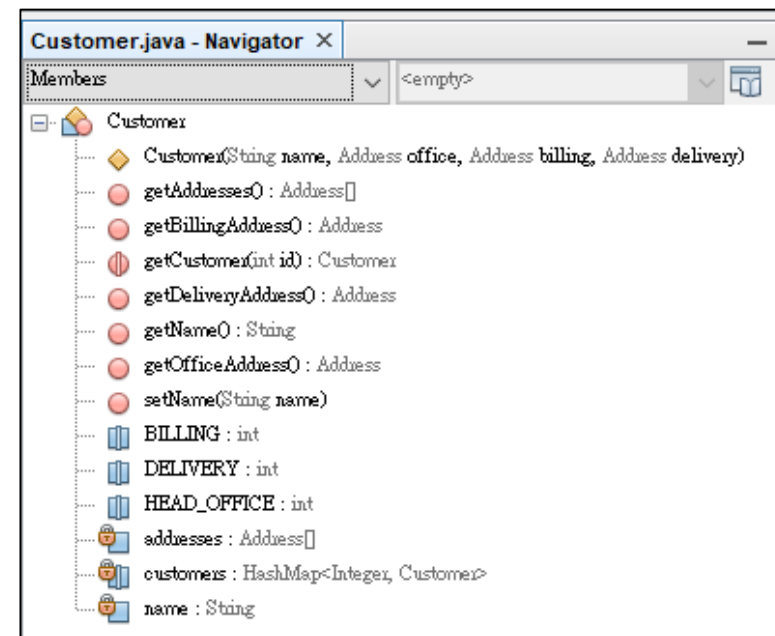 Customer.java - Navigator ×
Members <empty>
Customer
Customer(String name, Address office, Address billing, Address delivery)
getAddresses() : Address[]
getBillingAddress() : Address
getCustomer(int id) : Customer
getDeliveryAddress() : Address
getName() : String
getOfficeAddress() : Address
setName(String name)
BILLING : int
DELIVERY : int
HEAD_OFFICE : int
addresses : Address[]
customers : HashMap<Integer, Customer>
name : String